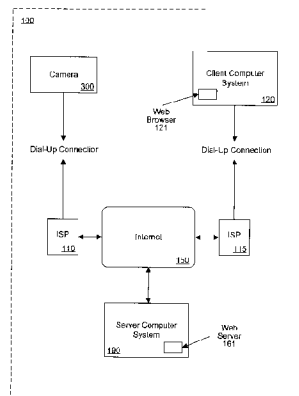 100
Camera
300
Client Computer
System
120
Web
Browser
121
Dial-Up Connection
Dial-Up Connection
ISP
110
Internet
150
ISP
115
Server Computer
System
190
Web
Server
161